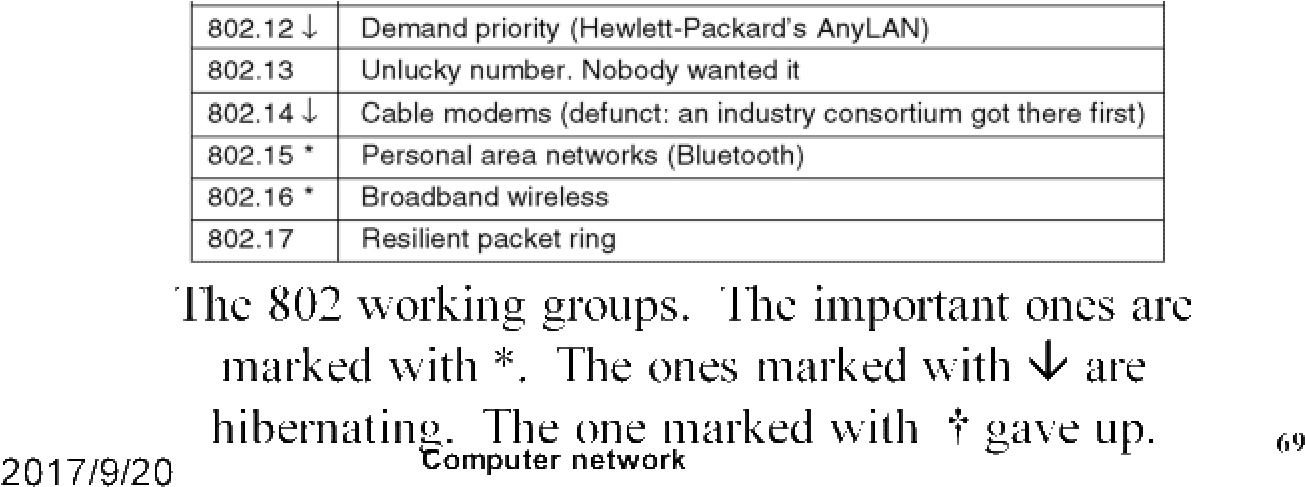 802.12 ↓ Demand priority (Hewlett-Packard's AnyLAN)
802.13 Unlucky number. Nobody wanted it
802.14 ↓ Cable modems (defunct: an industry consortium got there first)
802.15 * Personal area networks (Bluetooth)
802.16 * Broadband wireless
802.17 Resilient packet ring
The 802 working groups. The important ones are
marked with *. The ones marked with ↓ are
hibernating. The one marked with † gave up.
2017/9/20 Computer network 69